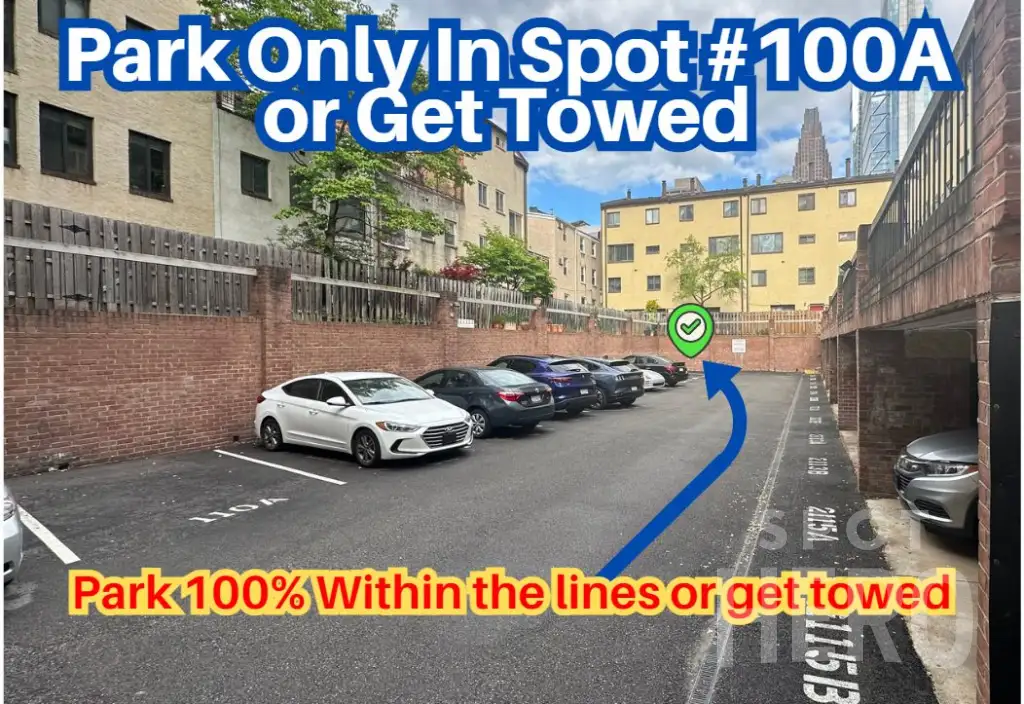 Park Only In Spot #100A
or Get Towed
110A
2115A
SPOT
Park 100% Within the lines or get towed
HERO
2115B